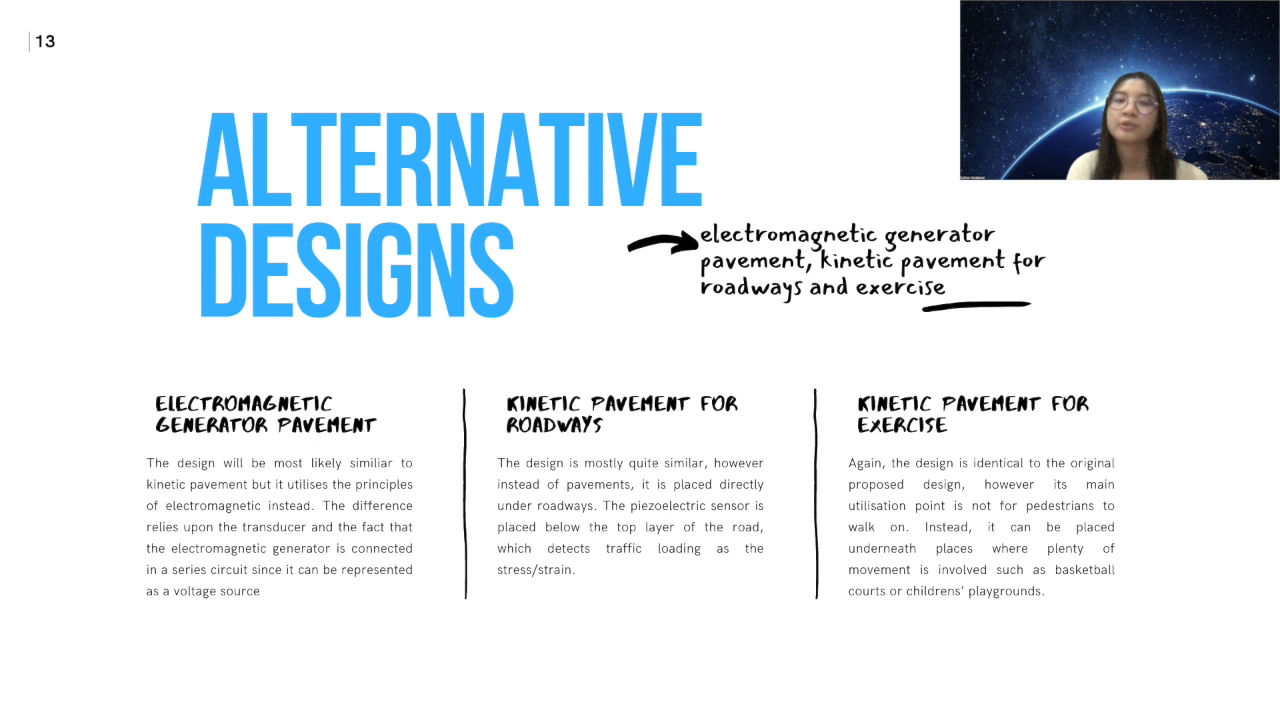 13
ALTERNATIVE
DESIGNS
electromagnetic generator
pavement, kinetic pavement for
roadways and exercise
ELECTROMAGNETIC
GENERATOR PAVEMENT
The design will be most likely similiar to
kinetic pavement but it utilises the principles
of electromagnetic instead. The difference
relies upon the transducer and the fact that
the electromagnetic generator is connected
in a series circuit since it can be represented
as a voltage source
KINETIC PAVEMENT FOR
ROADWAYS
The design is mostly quite similar, however
instead of pavements, it is placed directly
under roadways. The piezoelectric sensor is
placed below the top layer of the road,
which detects traffic loading as the
stress/strain.
KINETIC PAVEMENT FOR
EXERCISE
Again, the design is identical to the original
proposed design, however its main
utilisation point is not for pedestrians to
walk on. Instead, it can be placed
underneath places where plenty of
movement is involved such as basketball
courts or childrens’ playgrounds.